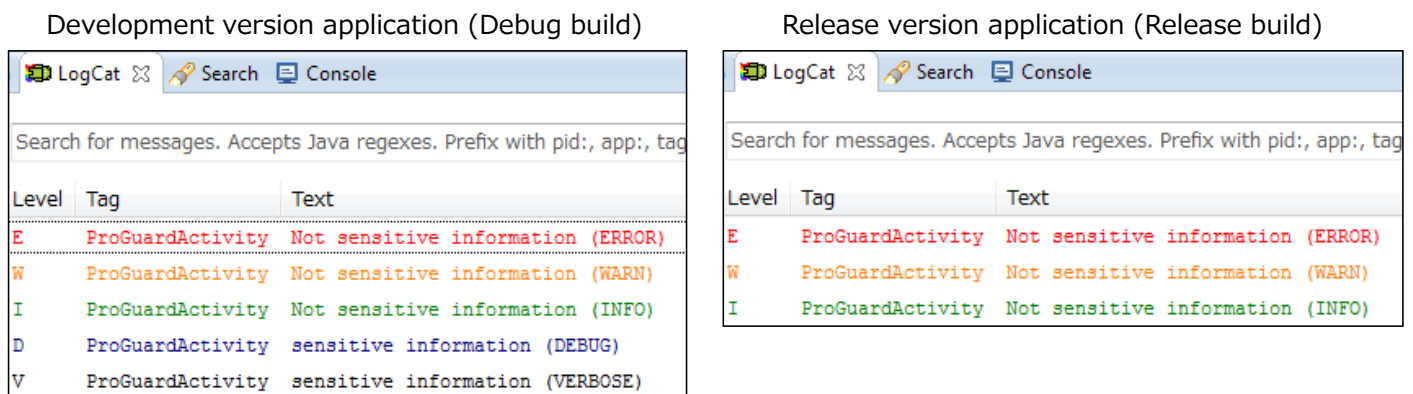 Development version application (Debug build)
LogCat Search Console
Search for messages. Accepts Java regexes. Prefix with pid:, app:, tag
Level Tag Text
E ProGuardActivity Not sensitive information (ERROR)
W ProGuardActivity Not sensitive information (WARN)
I ProGuardActivity Not sensitive information (INFO)
D ProGuardActivity sensitive information (DEBUG)
V ProGuardActivity sensitive information (VERBOSE)
Release version application (Release build)
LogCat Search Console
Search for messages. Accepts Java regexes. Prefix with pid:, app:, tag
Level Tag Text
E ProGuardActivity Not sensitive information (ERROR)
W ProGuardActivity Not sensitive information (WARN)
I ProGuardActivity Not sensitive information (INFO)